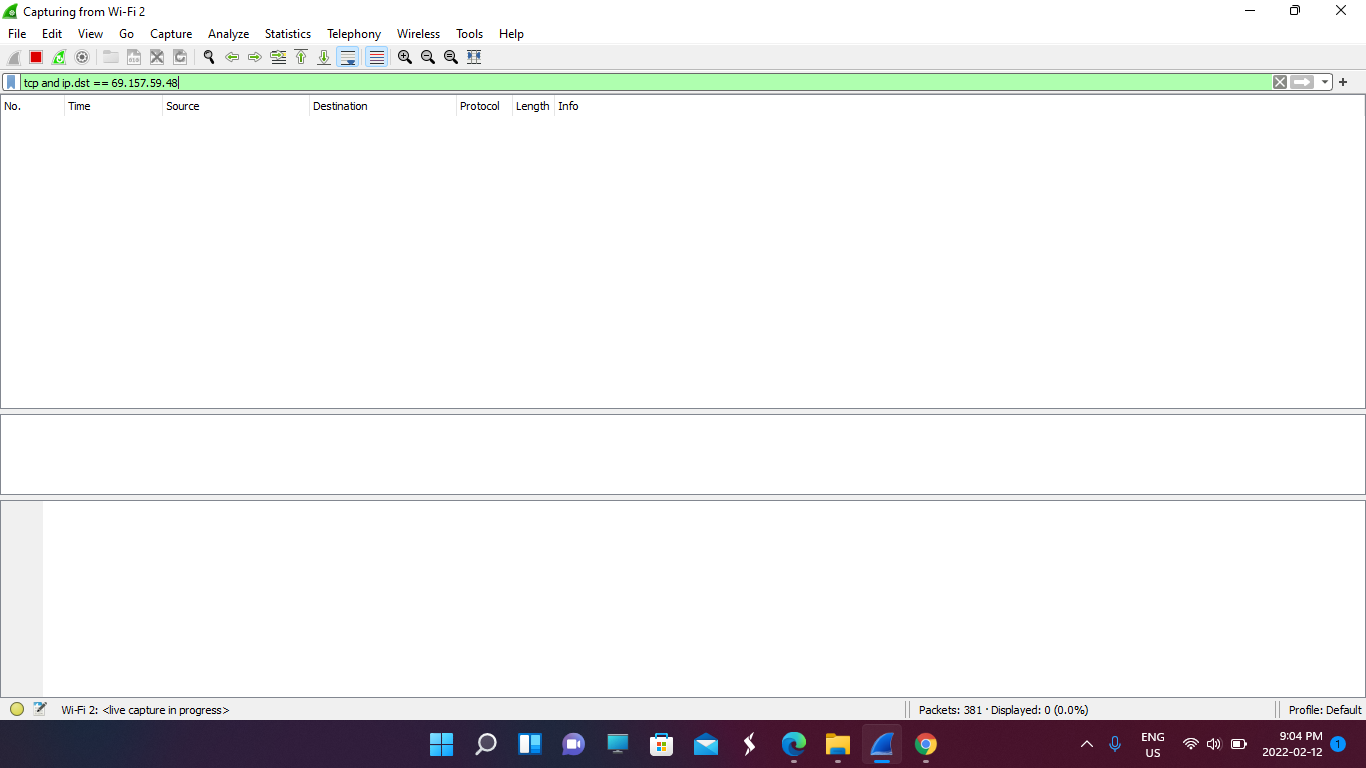 Capturing from Wi-Fi 2
File Edit View Go Capture Analyze Statistics Telephony Wireless Tools Help
tcp and ip.dst == 69.157.59.48
No. Time Source Destination Protocol Length Info
Wi-Fi 2: <live capture in progress> Packets: 381 · Displayed: 0 (0.0%) Profile: Default
ENG
US
9:04 PM
2022-02-12
1